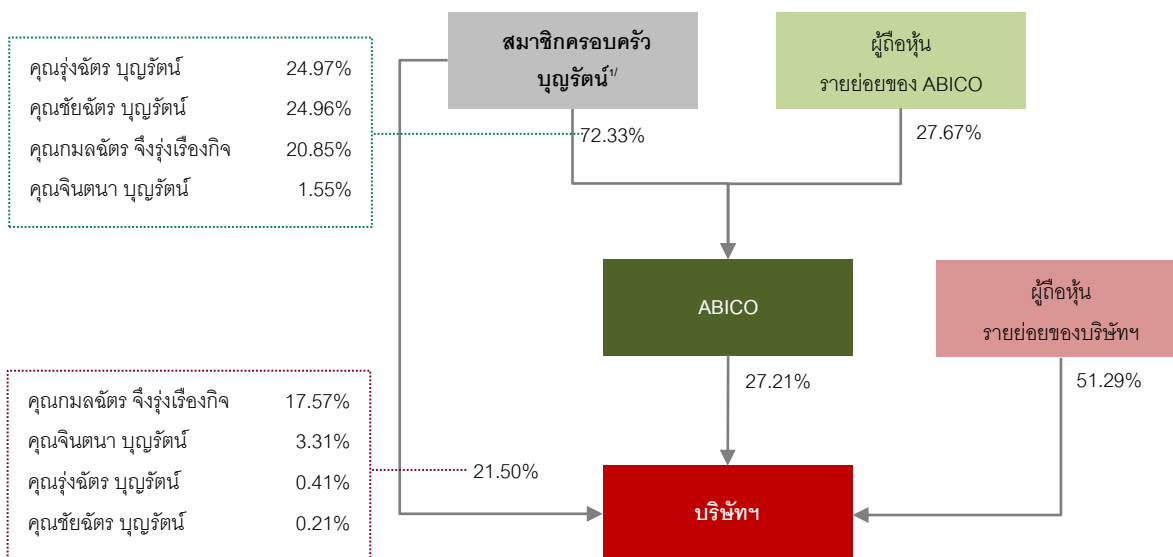 สมาชิกครอบครัว
บุญรัตน์1/
ผู้ถือหุ้น
รายย่อยของ ABICO
คุณรุ่งฉัตร บุญรัตน์ 24.97%
คุณชัยฉัตร บุญรัตน์ 24.96%
คุณกมลฉัตร จึงรุ่งเรืองกิจ 20.85%
คุณจินตนา บุญรัตน์ 1.55%
72.33%
27.67%
ABICO
ผู้ถือหุ้น
รายย่อยของบริษัทฯ
27.21%
51.29%
คุณกมลฉัตร จึงรุ่งเรืองกิจ 17.57%
คุณจินตนา บุญรัตน์ 3.31%
คุณรุ่งฉัตร บุญรัตน์ 0.41%
คุณชัยฉัตร บุญรัตน์ 0.21%
21.50%
บริษัทฯ